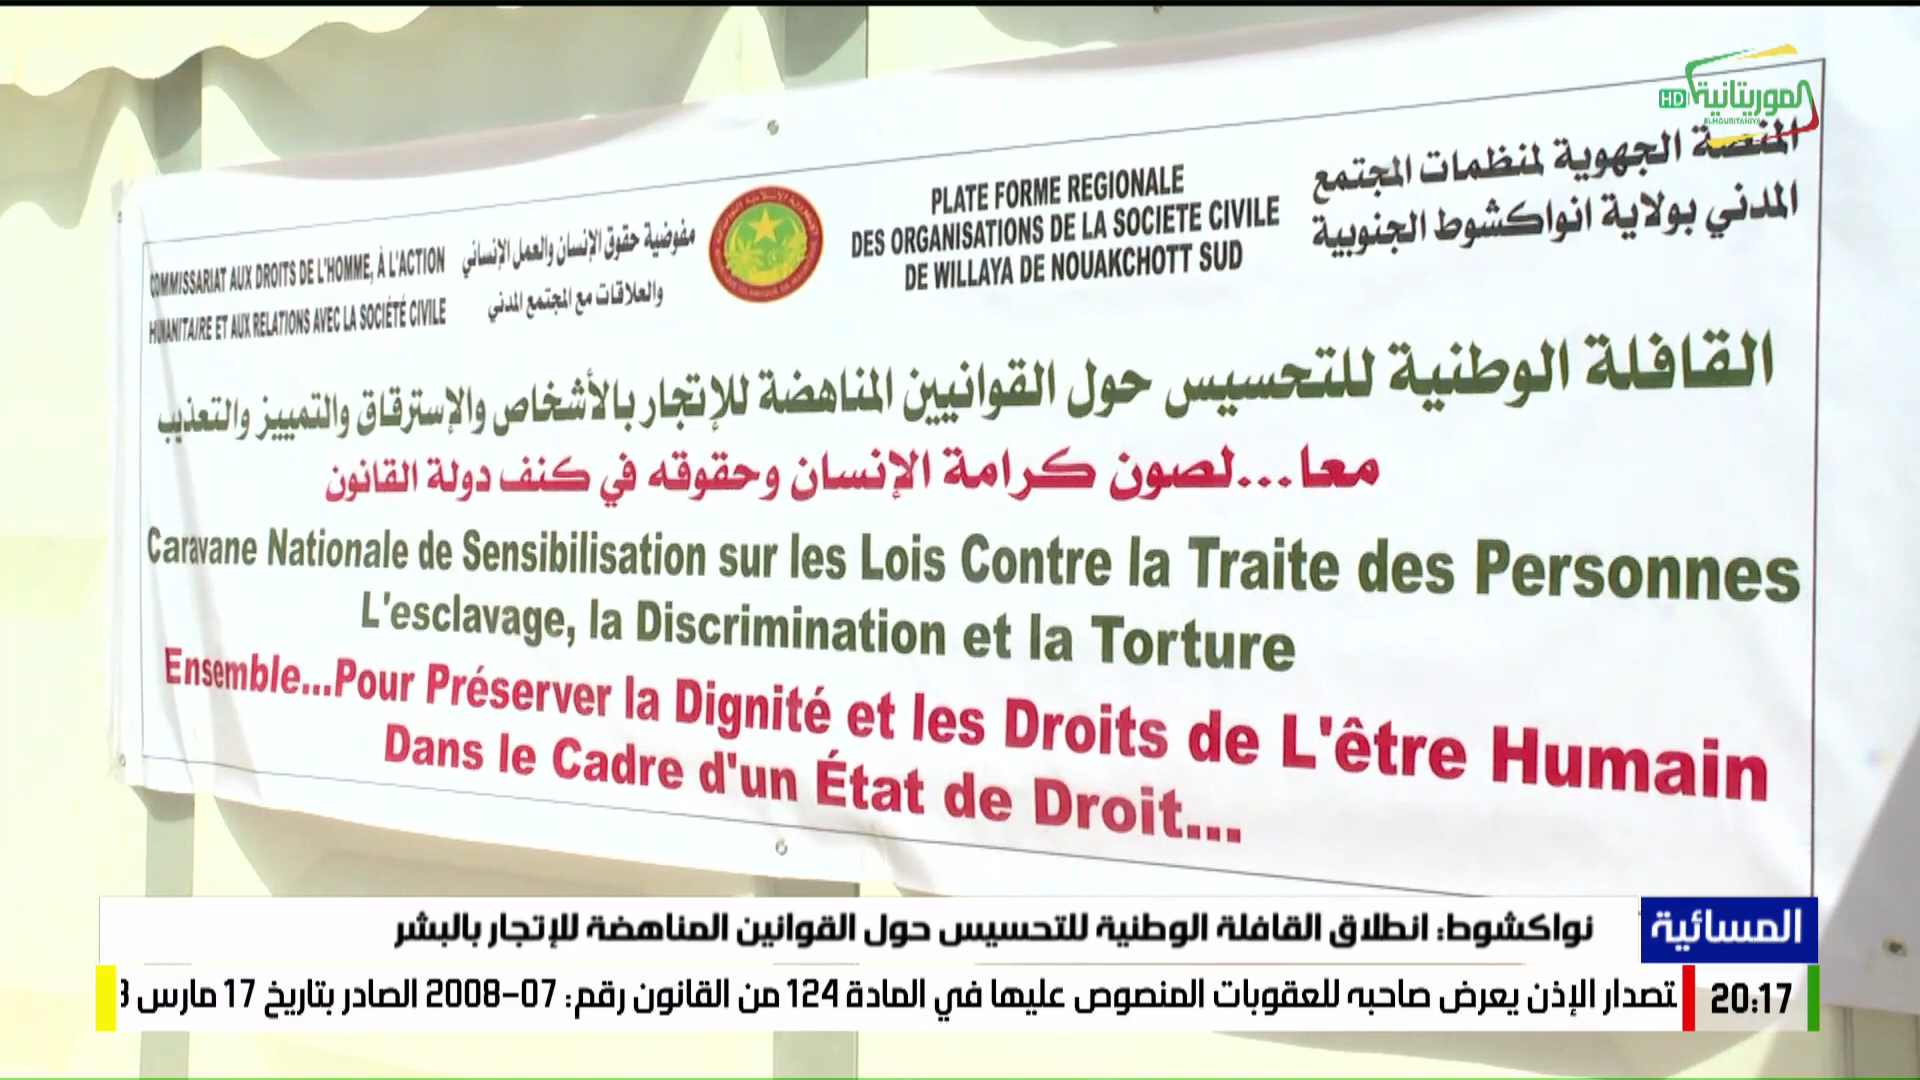 الموريتانية
HD
ELMOURITANIYA
المنصة الجهوية لمنظمات المجتمع
المدني بولاية انواكشوط الجنوبية
PLATE FORME REGIONALE
DES ORGANISATIONS DE LA SOCIETE CIVILE
DE WILLAYA DE NOUAKCHOTT SUD
مفوضية حقوق الإنسان والعمل الإنساني
والعلاقات مع المجتمع المدني
COMMISSARIAT AUX DROITS DE L'HOMME, À L'ACTION
HUMANITAIRE ET AUX RELATIONS AVEC LA SOCIÉTÉ CIVILE
القافلة الوطنية للتحسيس حول القوانيين المناهضة للإتجار بالأشخاص والإسترقاق والتمييز والتعذيب
معا...لصون كرامة الإنسان وحقوقه في كنف دولة القانون
Caravane Nationale de Sensibilisation sur les Lois Contre la Traite des Personnes
L'esclavage, la Discrimination et la Torture
Ensemble...Pour Préserver la Dignité et les Droits de L'être Humain
Dans le Cadre d'un État de Droit...
المسائية
نواكشوط: انطلاق القافلة الوطنية للتحسيس حول القوانين المناهضة للإتجار بالبشر
20:17
تصدار الإذن يعرض صاحبه للعقوبات المنصوص عليها في المادة 124 من القانون رقم: 07-2008 الصادر بتاريخ 17 مارس